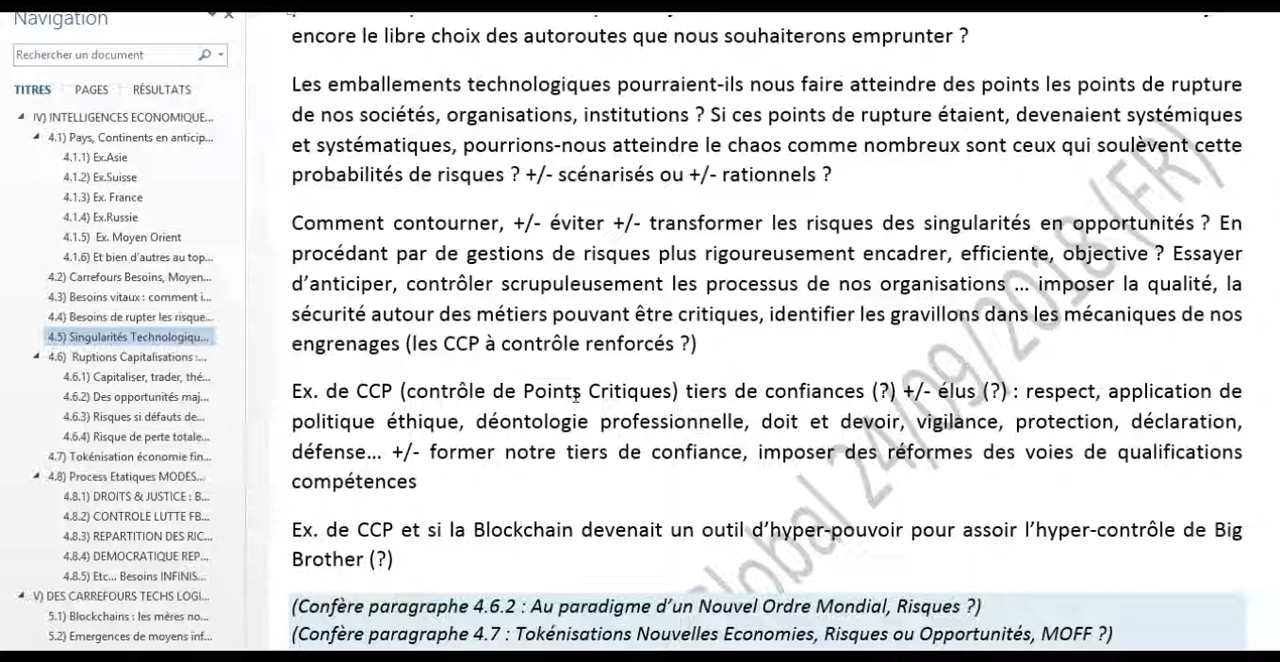 Navigation
Rechercher un document
TITRES PAGES RÉSULTATS
IV) INTELLIGENCES ECONOMIQUE...
4.1) Pays, Continents en anticip...
4.1.1) Ex.Asie
4.1.2) Ex.Suisse
4.1.3) Ex. France
4.1.4) Ex.Russie
4.1.5) Ex. Moyen Orient
4.1.6) Et bien d'autres au top...
4.2) Carrefours Besoins, Moyen...
4.3) Besoins vitaux : comment i...
4.4) Besoins de rupter les risque...
4.5) Singularités Technologiqu...
4.6) Ruptions Capitalisations :...
4.6.1) Capitaliser, trader, thé...
4.6.2) Des opportunités maj...
4.6.3) Risques si défauts de...
4.6.4) Risque de perte totale...
4.7) Tokénisation économie fin...
4.8) Process Etatiques MODES...
4.8.1) DROITS & JUSTICE : B...
4.8.2) CONTROLE LUTTE FB...
4.8.3) REPARTITION DES RIC...
4.8.4) DEMOCRATIQUE REP...
4.8.5) Etc... Besoins INFINIS...
V) DES CARREFOURS TECHS LOGI...
5.1) Blockchains : les mères no...
5.2) Emergences de moyens inf...
encore le libre choix des autoroutes que nous souhaiterons emprunter ?
Les emballements technologiques pourraient-ils nous faire atteindre des points les points de rupture
de nos sociétés, organisations, institutions ? Si ces points de rupture étaient, devenaient systémiques
et systématiques, pourrions-nous atteindre le chaos comme nombreux sont ceux qui soulèvent cette
probabilités de risques ? +/- scénarisés ou +/- rationnels ?
Comment contourner, +/- éviter +/- transformer les risques des singularités en opportunités ? En
procédant par de gestions de risques plus rigoureusement encadrer, efficiente, objective ? Essayer
d'anticiper, contrôler scrupuleusement les processus de nos organisations ... imposer la qualité, la
sécurité autour des métiers pouvant être critiques, identifier les gravillons dans les mécaniques de nos
engrenages (les CCP à contrôle renforcés ?)
Ex. de CCP (contrôle de Points Critiques) tiers de confiances (?) +/- élus (?) : respect, application de
politique éthique, déontologie professionnelle, doit et devoir, vigilance, protection, déclaration,
défense... +/- former notre tiers de confiance, imposer des réformes des voies de qualifications
compétences
Ex. de CCP et si la Blockchain devenait un outil d'hyper-pouvoir pour assoir l'hyper-contrôle de Big
Brother (?)
(Confère paragraphe 4.6.2 : Au paradigme d'un Nouvel Ordre Mondial, Risques ?)
(Confère paragraphe 4.7 : Tokénisations Nouvelles Economies, Risques ou Opportunités, MOFF ?)
Global 24/09/2018 (FR)